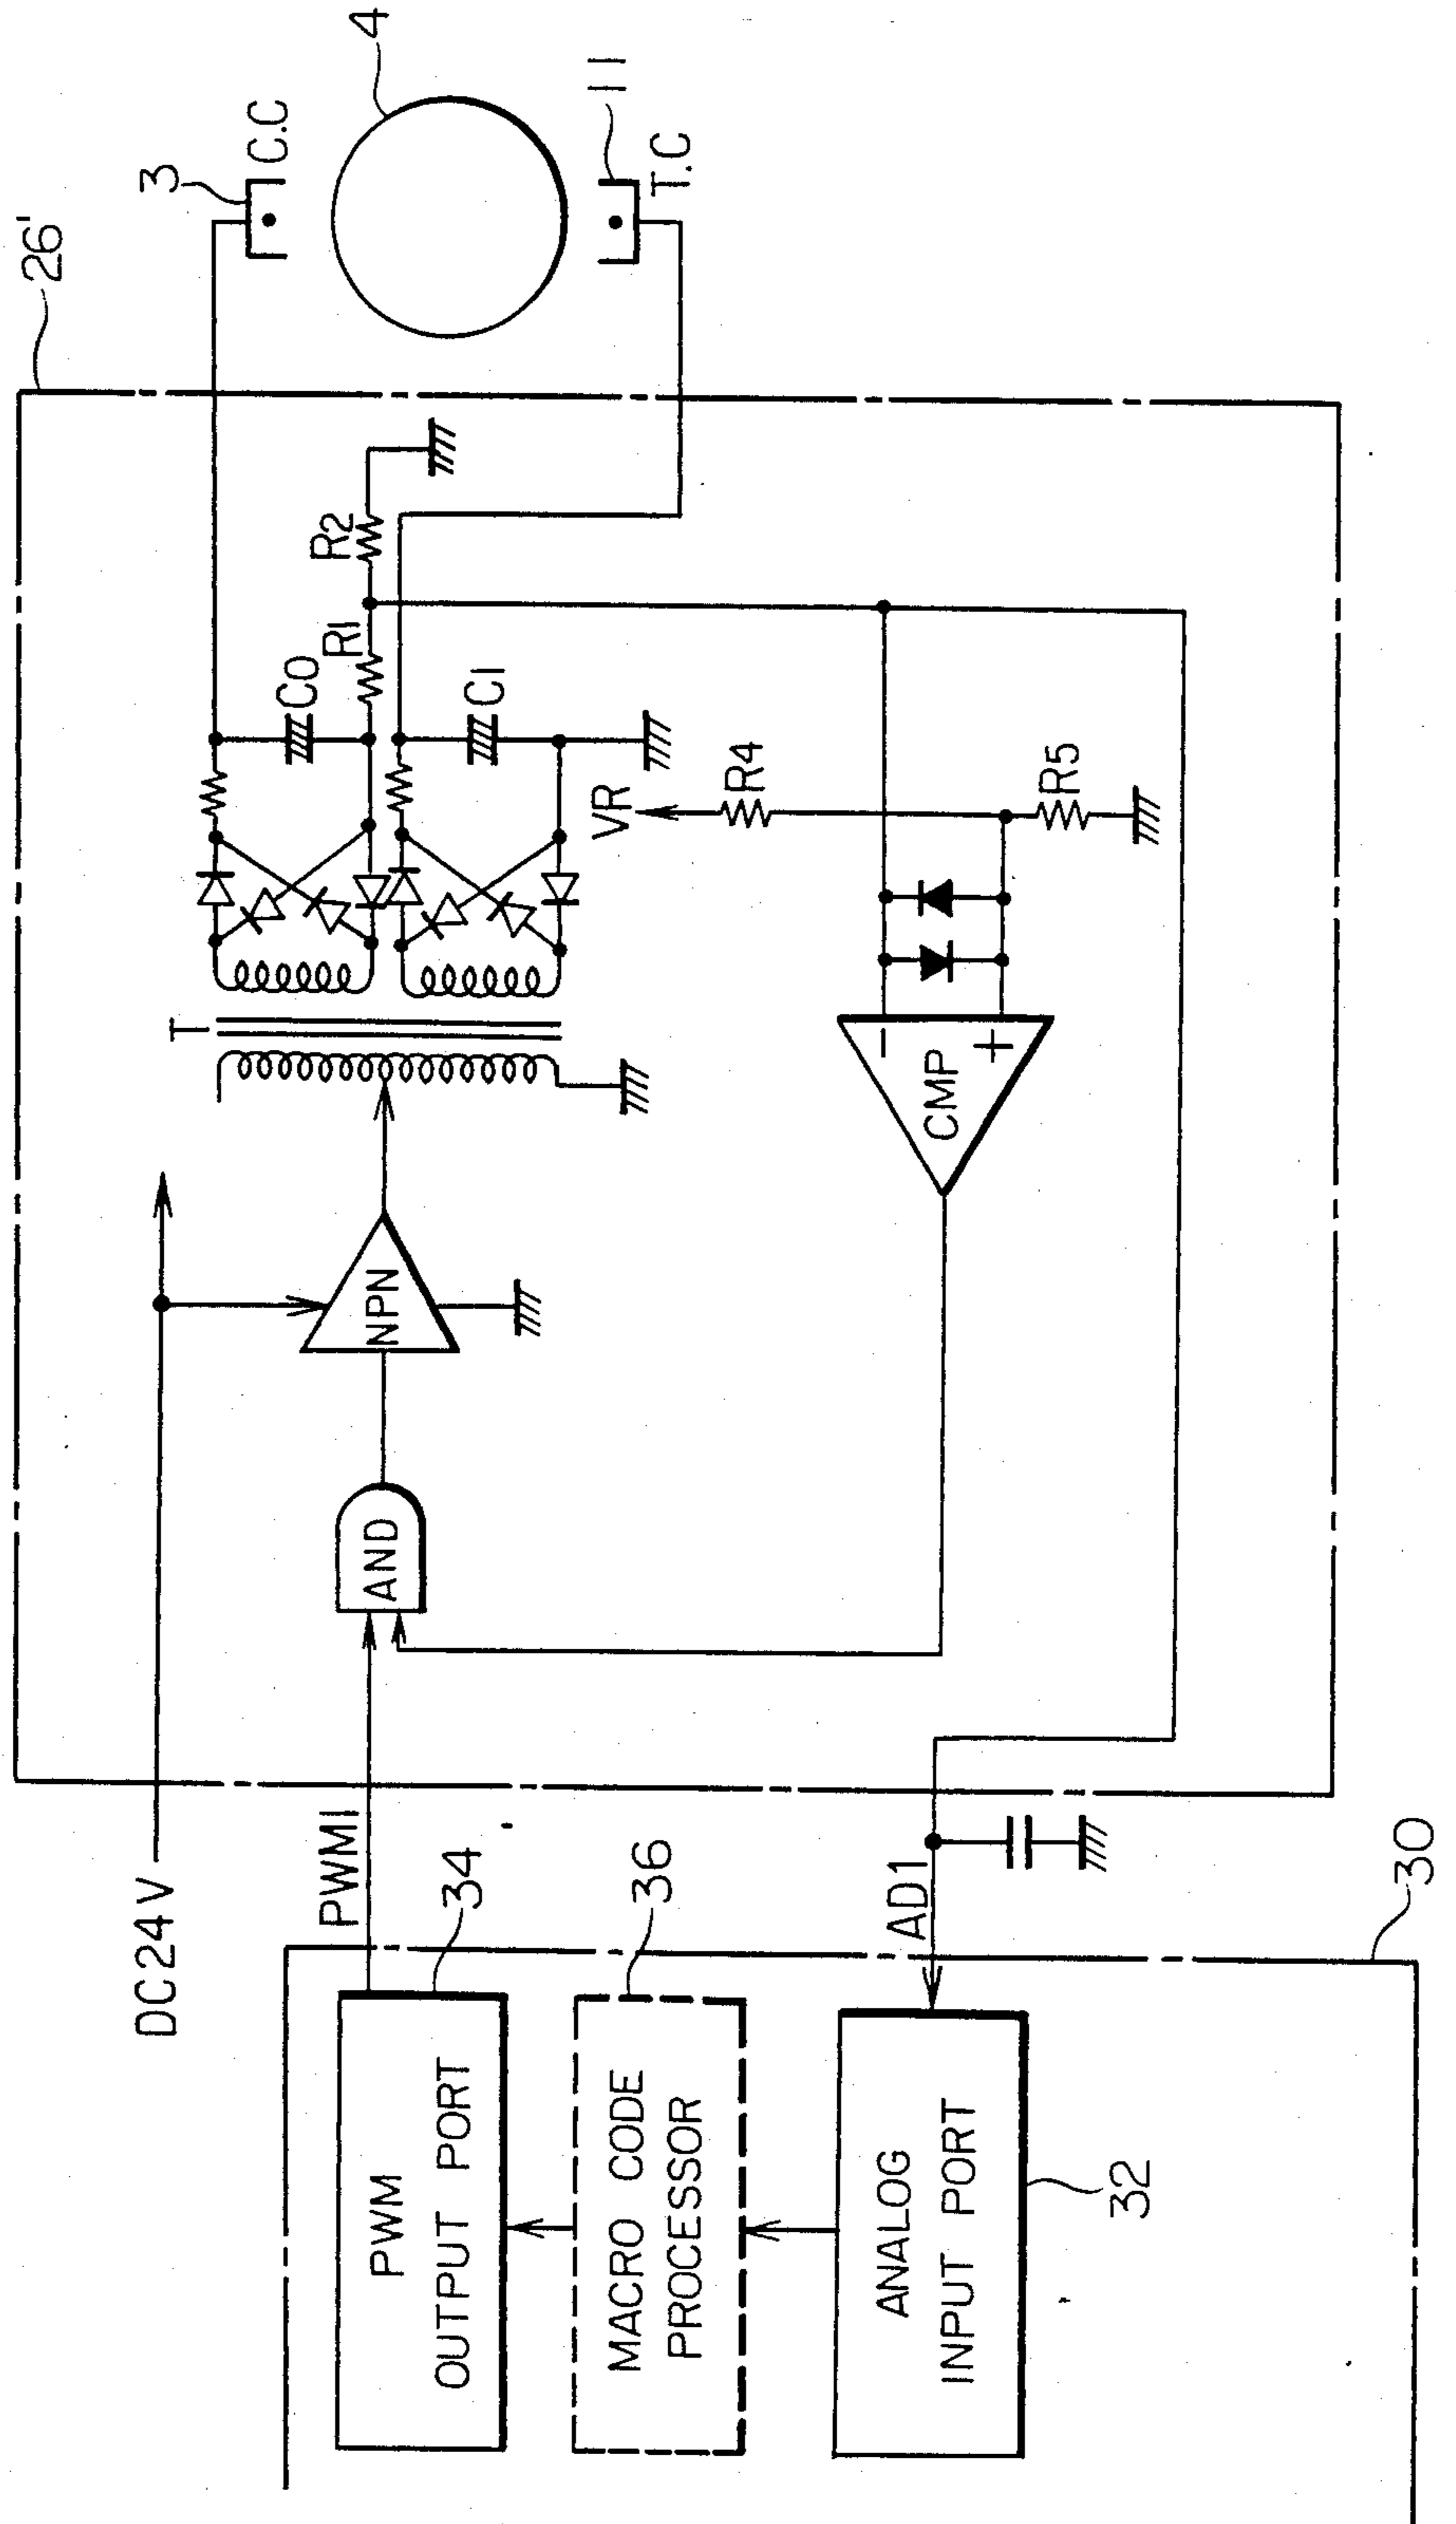 26'
3
C.C
4
11
T.C
DC24V
T
C0
R1
R2
C1
VR
R4
R5
NPN
AND
CMP
-
+
PWM1
AD1
PWM
OUTPUT PORT
34
MACRO CODE
PROCESSOR
36
ANALOG
INPUT PORT
32
30